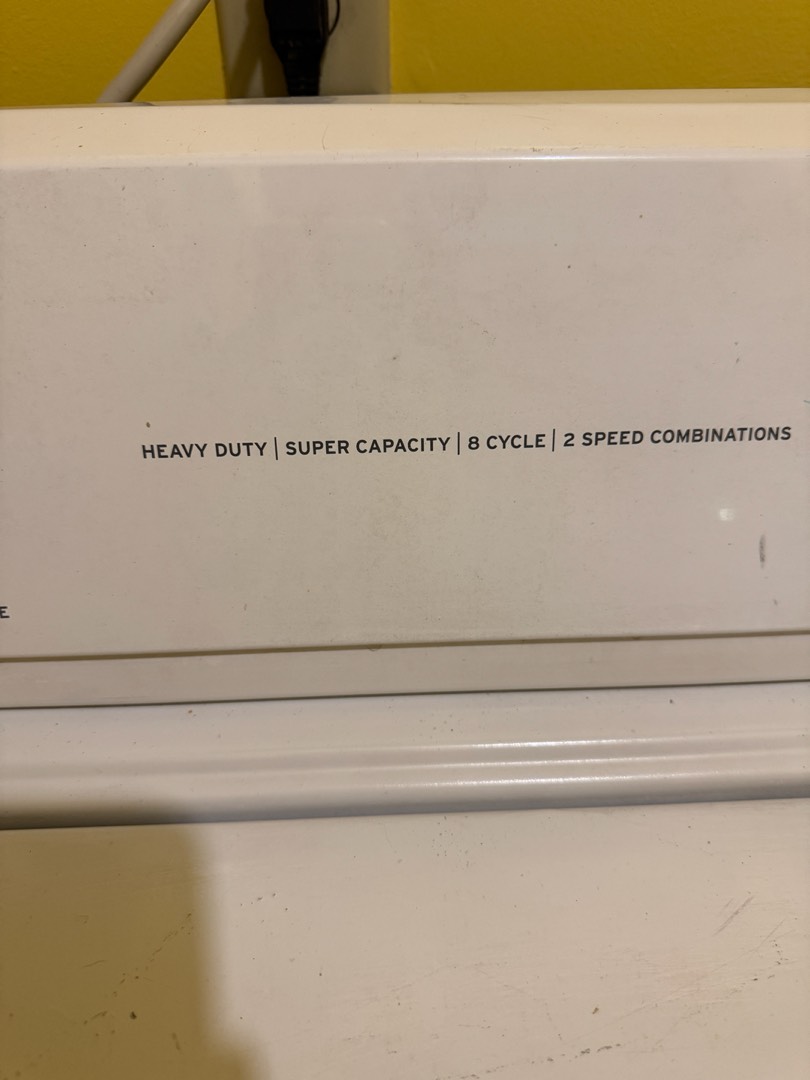 HEAVY DUTY | SUPER CAPACITY | 8 CYCLE | 2 SPEED COMBINATIONS
E